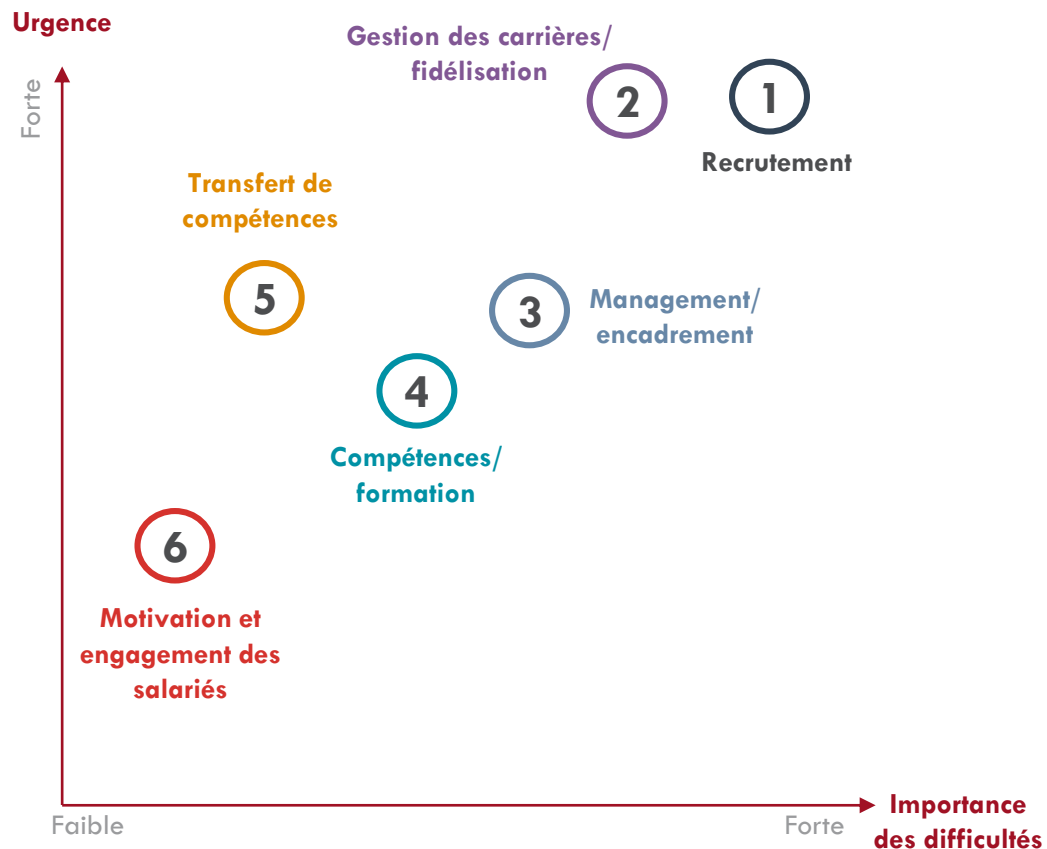 Urgence
Forte
Gestion des carrières/
fidélisation
2
1
Recrutement
Transfert de
compétences
5
3
Management/
encadrement
4
Compétences/
formation
6
Motivation et
engagement des
salariés
Faible
Forte
Importance
des difficultés